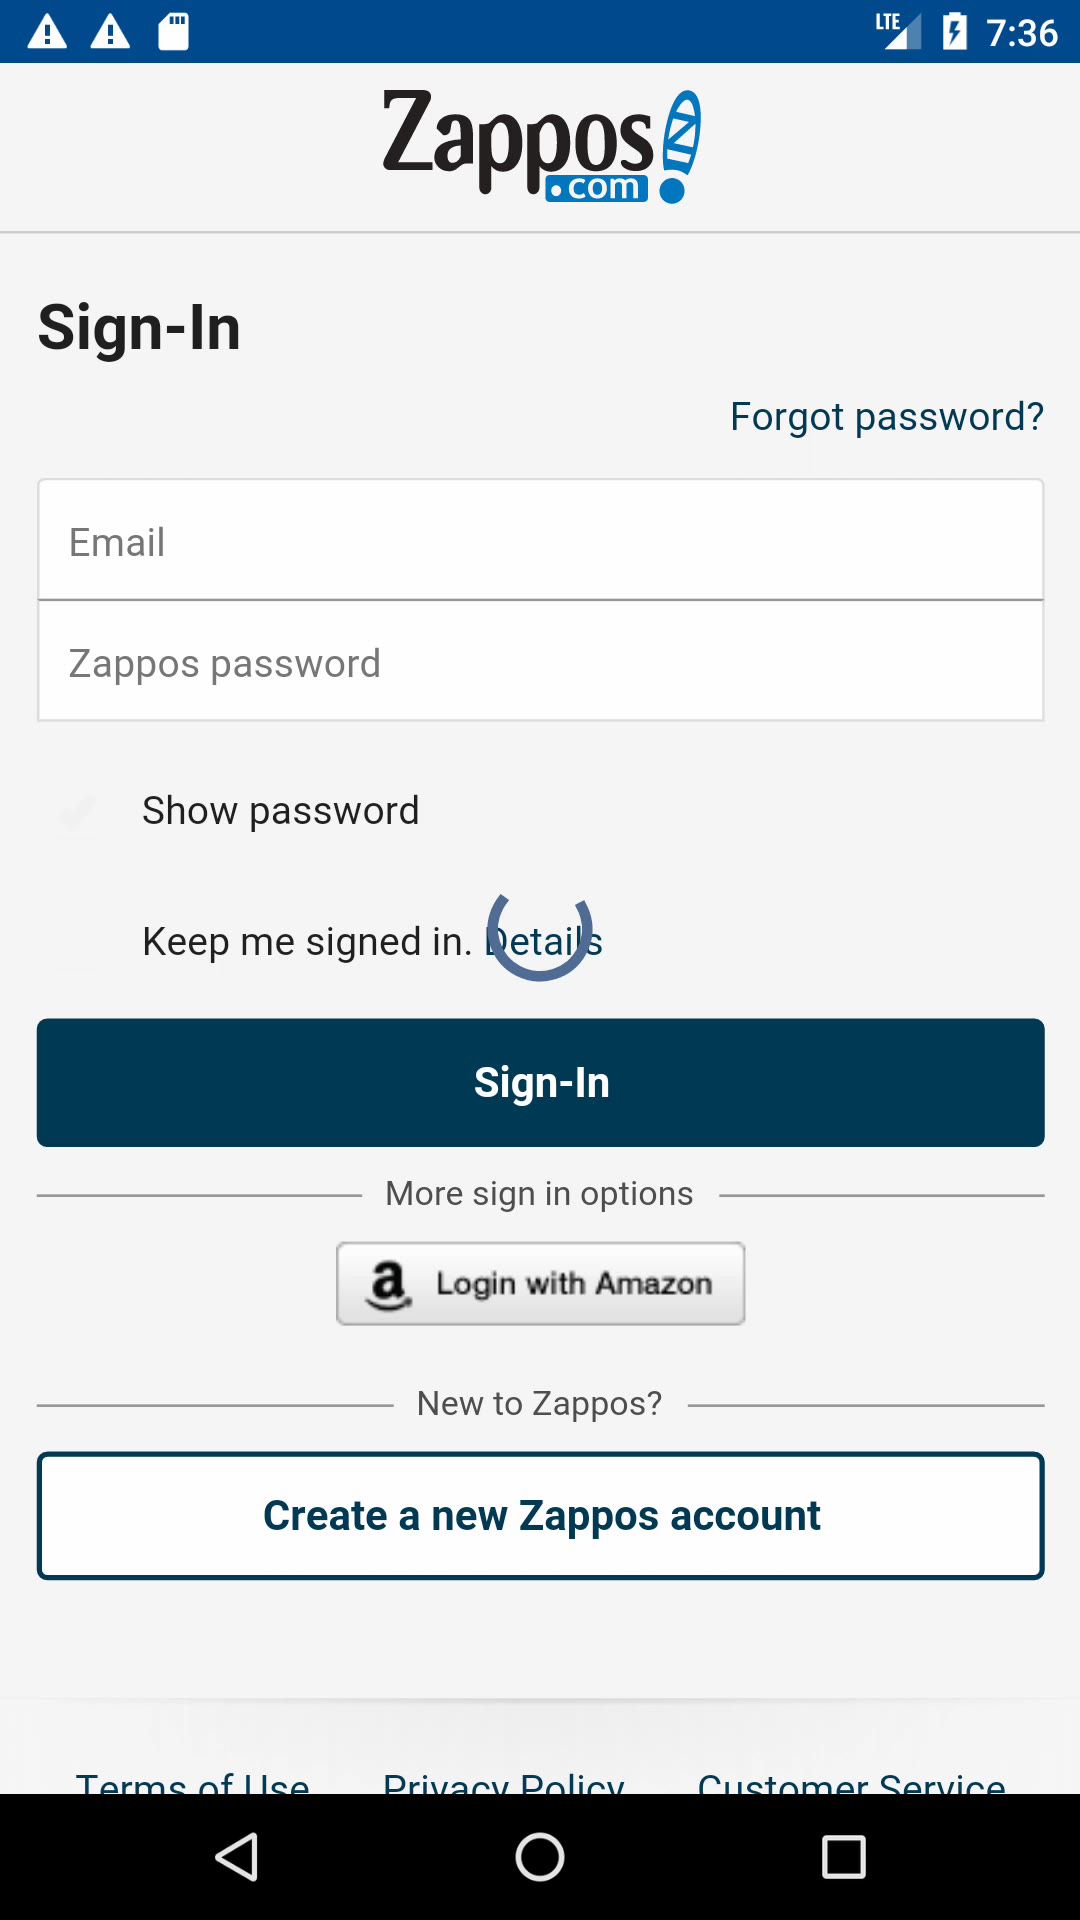 LTE 7:36
Zappos
.com
Sign-In
Forgot password?
Email
Zappos password
Show password
Keep me signed in. Details
Sign-In
More sign in options
a Login with Amazon
New to Zappos?
Create a new Zappos account
Terms of Use Privacy Policy Customer Service